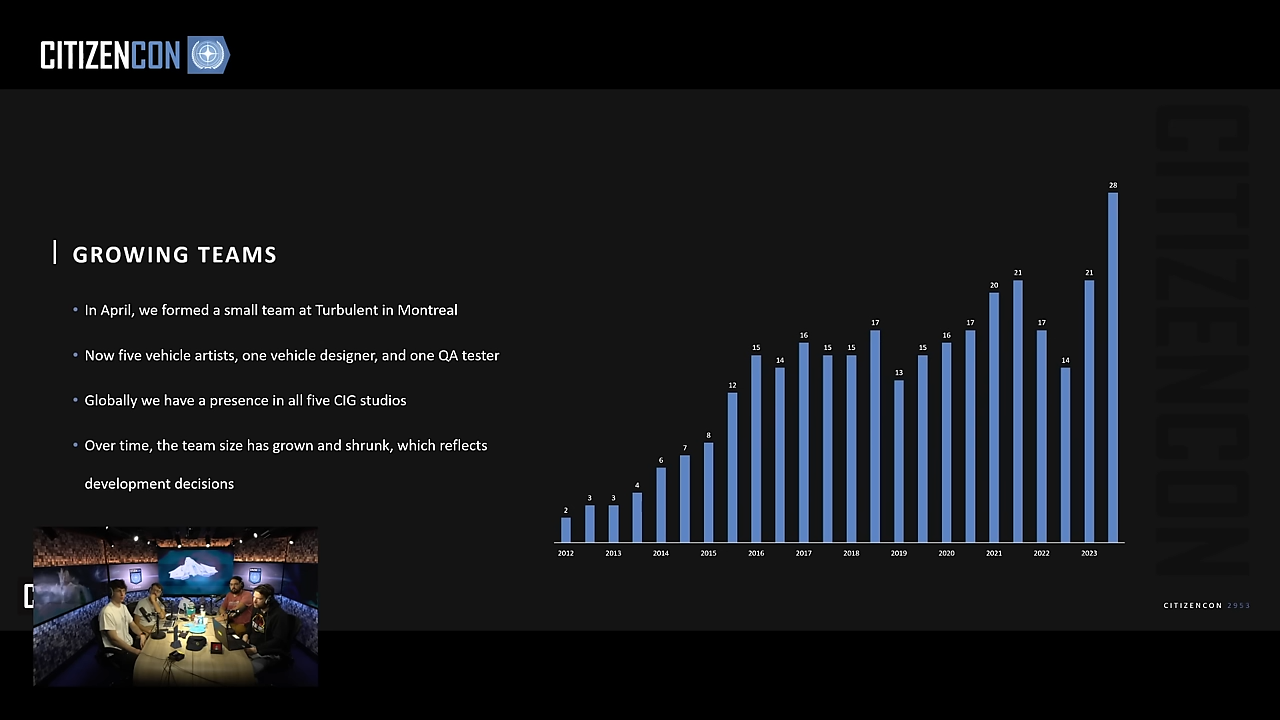 CITIZENCON
GROWING TEAMS
• In April, we formed a small team at Turbulent in Montreal
• Now five vehicle artists, one vehicle designer, and one QA tester
• Globally we have a presence in all five CIG studios
• Over time, the team size has grown and shrunk, which reflects
development decisions
2 3 3 4 6 7 8 12 15 14 16 15 15 17 13 15 16 17 20 21 17 14 21 28
2012 2013 2014 2015 2016 2017 2018 2019 2020 2021 2022 2023
CITIZENCON
CITIZENCON 2953